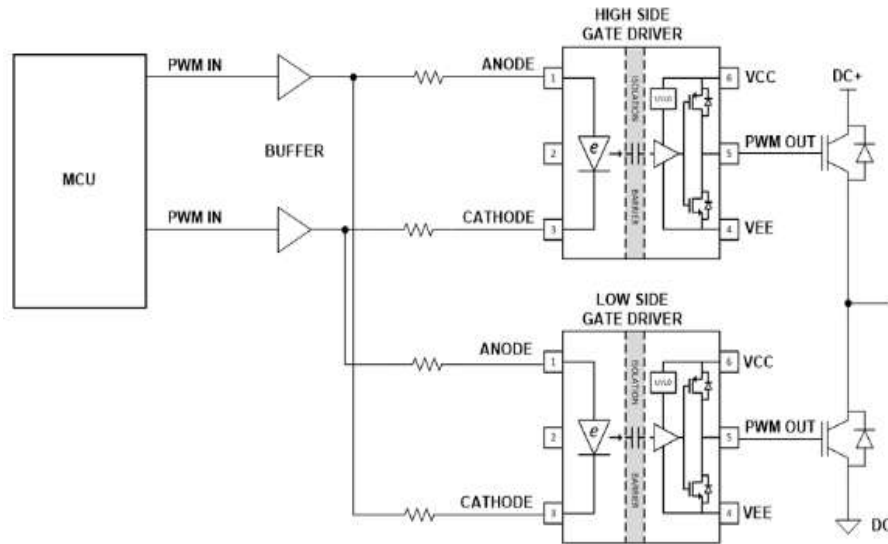 HIGH SIDE
GATE DRIVER
PWM IN
ANODE
1
6
VCC
DC+
UVLO
ISOLATION
BUFFER
2
e
5
PWM OUT
MCU
BARRIER
PWM IN
CATHODE
3
4
VEE
LOW SIDE
GATE DRIVER
ANODE
1
6
VCC
UVLO
ISOLATION
2
e
5
PWM OUT
BARRIER
CATHODE
3
4
VEE
DC